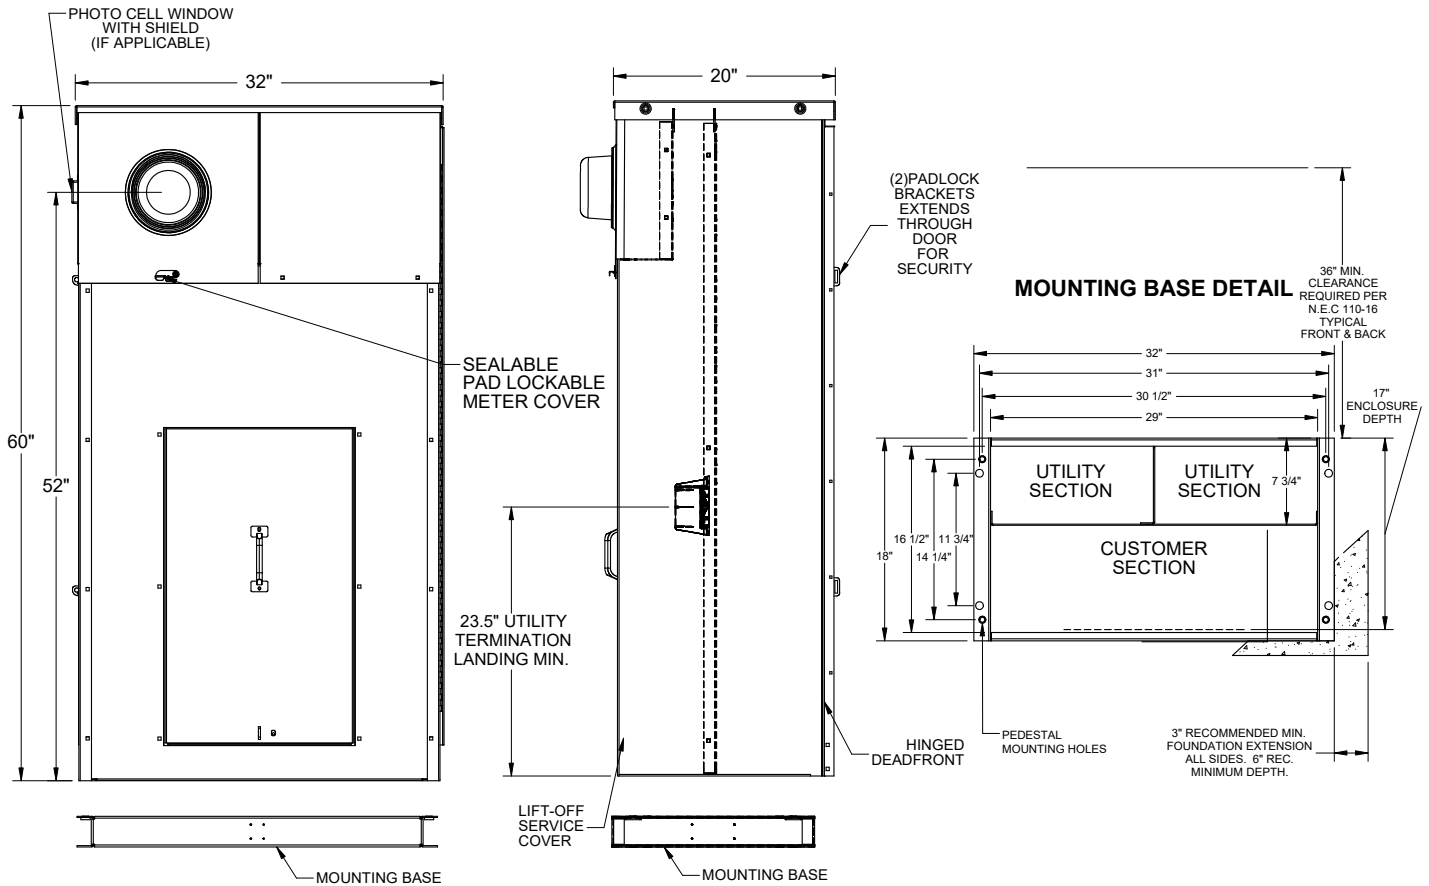 PHOTO CELL WINDOW
WITH SHIELD
(IF APPLICABLE)
32"
60"
52"
SEALABLE
PAD LOCKABLE
METER COVER
MOUNTING BASE
20"
(2)PADLOCK
BRACKETS
EXTENDS
THROUGH
DOOR
FOR
SECURITY
23.5" UTILITY
TERMINATION
LANDING MIN.
HINGED
DEADFRONT
LIFT-OFF
SERVICE
COVER
MOUNTING BASE
MOUNTING BASE DETAIL
36" MIN.
CLEARANCE
REQUIRED PER
N.E.C 110-16
TYPICAL
FRONT & BACK
32"
31"
30 1/2"
29"
17"
ENCLOSURE
DEPTH
UTILITY
SECTION
UTILITY
SECTION
7 3/4"
CUSTOMER
SECTION
18"
16 1/2"
14 1/4"
11 3/4"
PEDESTAL
MOUNTING HOLES
3" RECOMMENDED MIN.
FOUNDATION EXTENSION
ALL SIDES. 6" REC.
MINIMUM DEPTH.